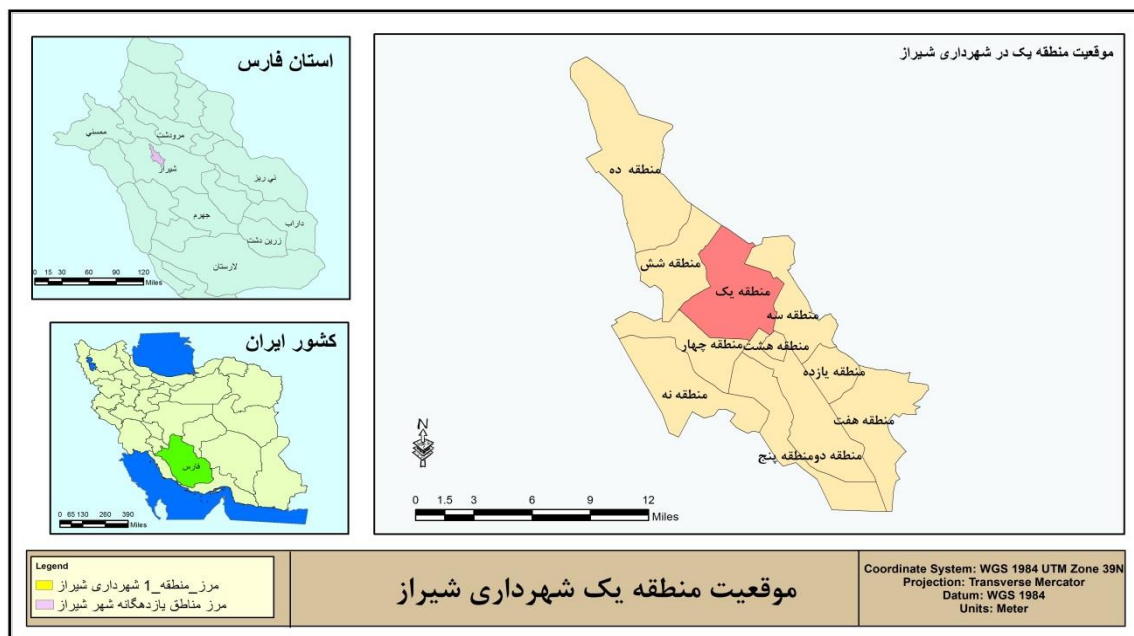 استان فارس
ممسني
مرودشت
شیراز
ني ريز
جهرم
داراب
زرین دشت
لارستان
0 15 30 60 90 120
Miles
کشور ایران
فارس
0 65 130 260 390
Miles
موقعیت منطقه یک در شهرداری شیراز
منطقه ده
منطقه شش
منطقه یک
منطقه سه
منطقه چهار
منطقه هشت
منطقه یازده
منطقه نه
منطقه هفت
منطقه دو
منطقه پنج
N
0 1.5 3 6 9 12
Miles
Legend
مرز_منطقه_1 شهرداری شیراز
مرز مناطق یازدهگانه شهر شیراز
موقعیت منطقه یک شهرداری شیراز
Coordinate System: WGS 1984 UTM Zone 39N
Projection: Transverse Mercator
Datum: WGS 1984
Units: Meter